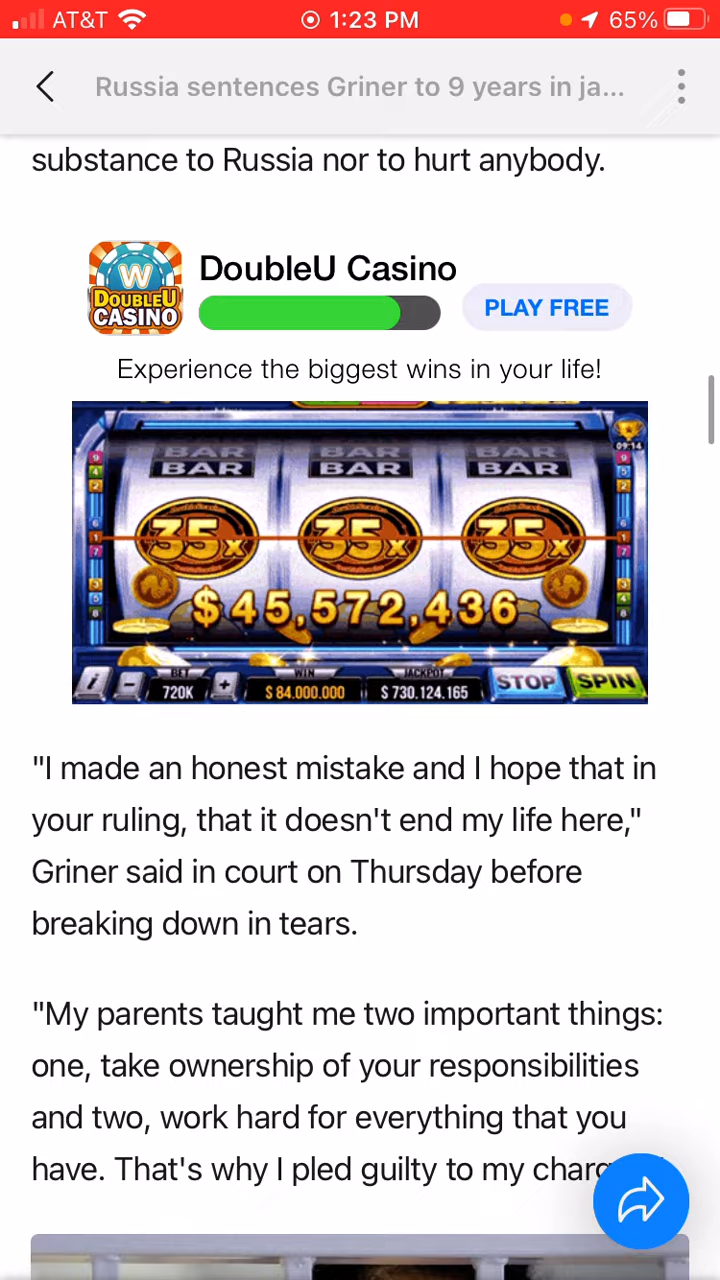 AT&T 1:23 PM 65%
Russia sentences Griner to 9 years in ja...
substance to Russia nor to hurt anybody.
W
DOUBLEU
CASINO
DoubleU Casino
PLAY FREE
Experience the biggest wins in your life!
BAR BAR BAR
BAR BAR BAR
09:14
35x 35x 35x
$45,572,436
BET WIN JACKPOT
i - 720K + $ 84.000.000 $ 730.124.165 STOP SPIN
"I made an honest mistake and I hope that in
your ruling, that it doesn't end my life here,"
Griner said in court on Thursday before
breaking down in tears.
"My parents taught me two important things:
one, take ownership of your responsibilities
and two, work hard for everything that you
have. That's why I pled guilty to my